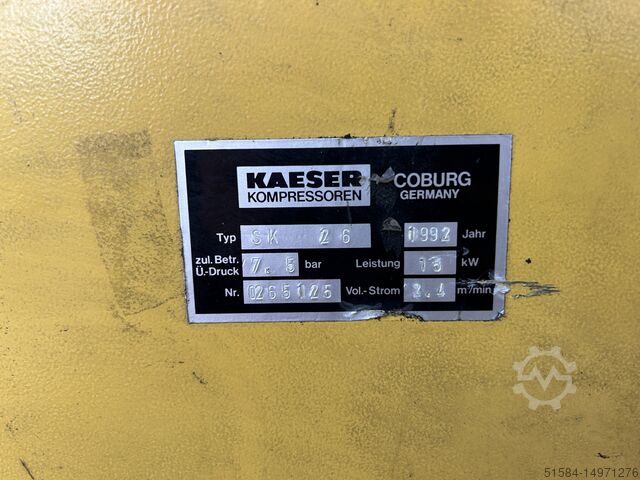 KAESER COBURG
KOMPRESSOREN GERMANY
Typ SK 26 1992 Jahr
zul. Betr. Ü.-Druck 7.5 bar Leistung 15 kW
Nr. 0265125 Vol.-Strom 2.4 m³/min
51584-14971276